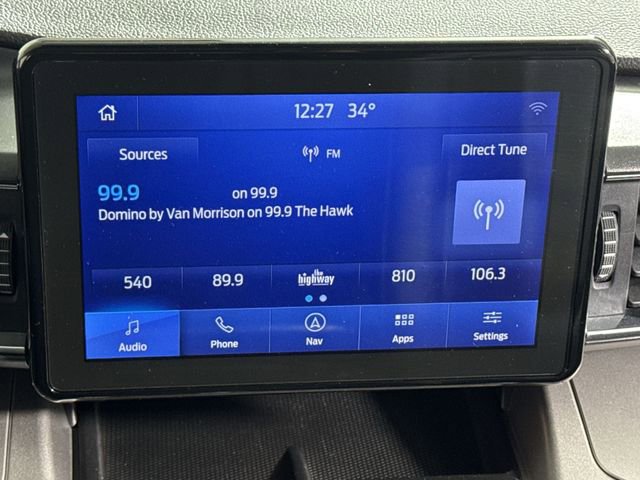 12:27 34°
Sources
FM
Direct Tune
99.9
on 99.9
Domino by Van Morrison on 99.9 The Hawk
540
89.9
the highway
810
106.3
Audio
Phone
Nav
Apps
Settings